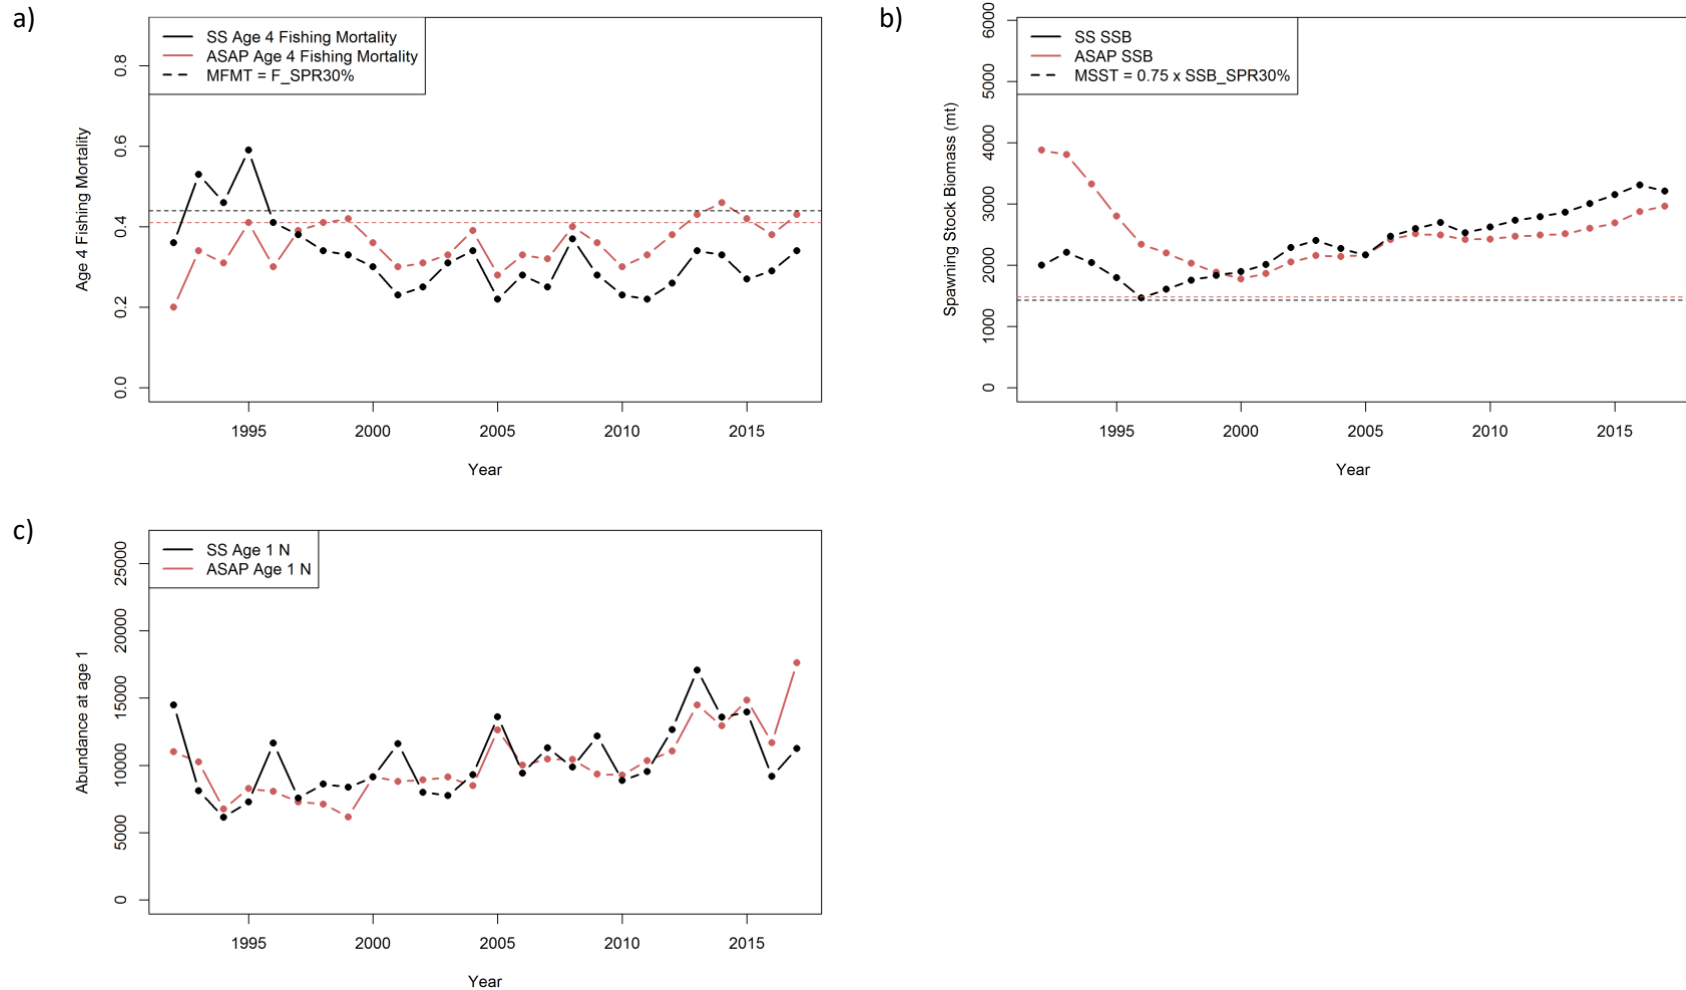 a)
SS Age 4 Fishing Mortality
ASAP Age 4 Fishing Mortality
MFMT = F_SPR30%
Age 4 Fishing Mortality
0.8
0.6
0.4
0.2
0.0
1995 2000 2005 2010 2015
Year
b)
SS SSB
ASAP SSB
MSST = 0.75 x SSB_SPR30%
Spawning Stock Biomass (mt)
6000
5000
4000
3000
2000
1000
0
1995 2000 2005 2010 2015
Year
c)
SS Age 1 N
ASAP Age 1 N
Abundance at age 1
25000
20000
15000
10000
5000
0
1995 2000 2005 2010 2015
Year